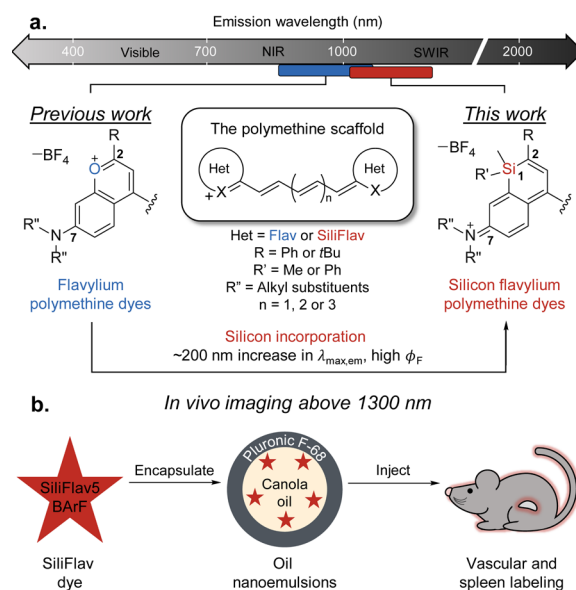 a.
Emission wavelength (nm)
400 Visible 700 NIR 1000 SWIR 2000
Previous work
This work
The polymethine scaffold
Het Het
+X X
n
−BF4
R
2
O
+
7
N
R"
R"
Flavylium
polymethine dyes
Het = Flav or SiliFlav
R = Ph or tBu
R' = Me or Ph
R" = Alkyl substituents
n = 1, 2 or 3
−BF4
R
2
Si
R' 1
R"
N
+
7
R"
Silicon flavylium
polymethine dyes
Silicon incorporation
~200 nm increase in λmax,em, high ϕF
b.
In vivo imaging above 1300 nm
SiliFlav5
BArF
Encapsulate
Pluronic F-68
Canola
oil
Inject
SiliFlav
dye
Oil
nanoemulsions
Vascular and
spleen labeling